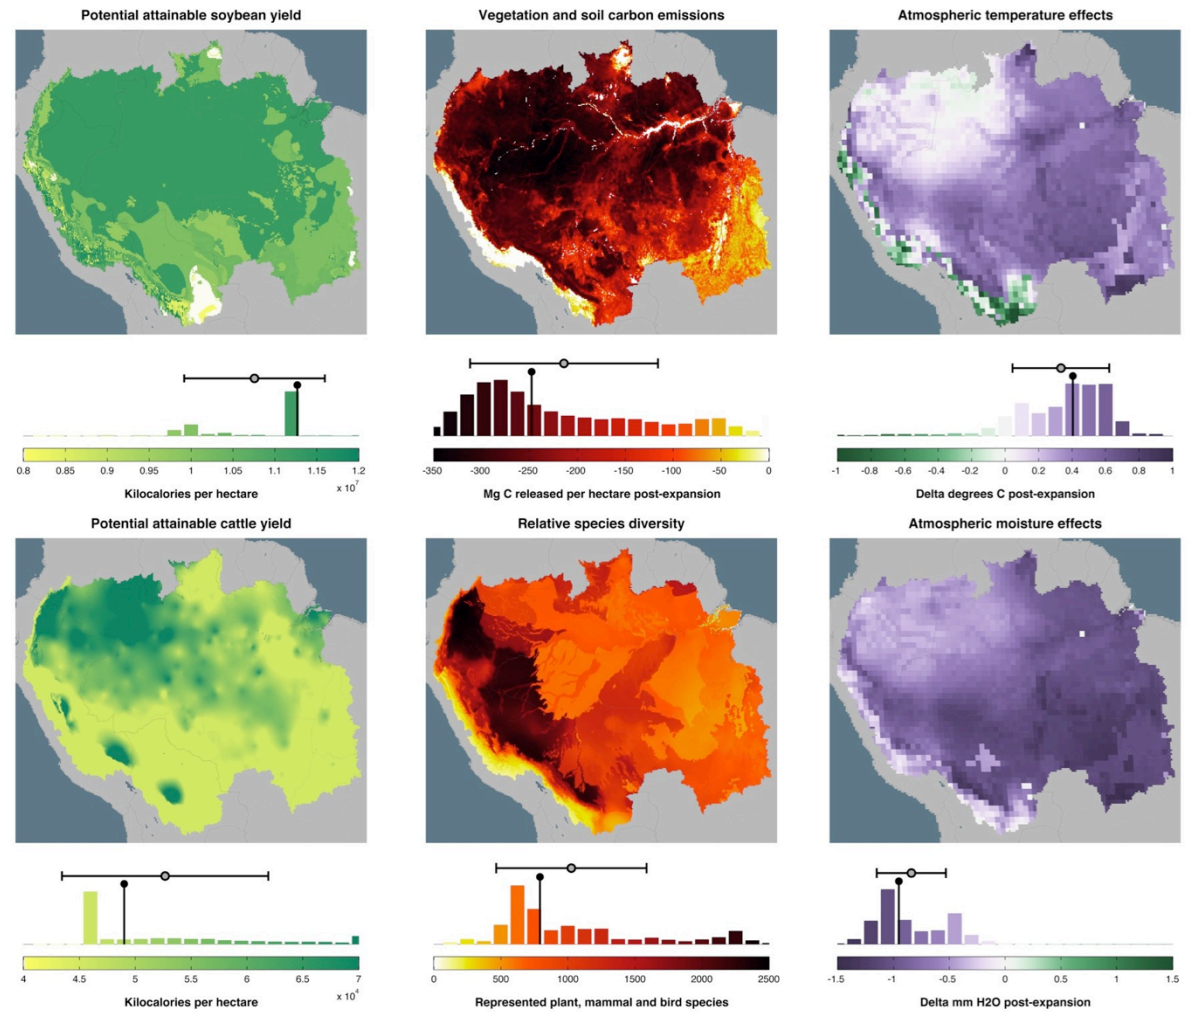 Potential attainable soybean yield
Vegetation and soil carbon emissions
Atmospheric temperature effects
0.8 0.85 0.9 0.95 1.0 1.05 1.1 1.15 1.2
x 10^7
Kilocalories per hectare
-350 -300 -250 -200 -150 -100 -50 0
Mg C released per hectare post-expansion
-1 -0.8 -0.6 -0.4 -0.2 0 0.2 0.4 0.6 0.8 1
Delta degrees C post-expansion
Potential attainable cattle yield
Relative species diversity
Atmospheric moisture effects
4 4.5 5 5.5 6 6.5 7
x 10^4
Kilocalories per hectare
0 500 1000 1500 2000 2500
Represented plant, mammal and bird species
-1.5 -1 -0.5 0 0.5 1 1.5
Delta mm H2O post-expansion